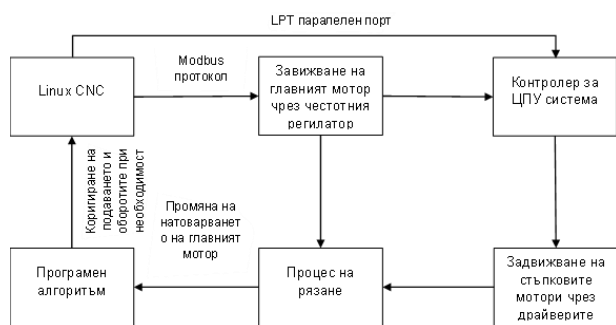 LPT паралелен порт
Modbus
протокол
Linux CNC
Завижване на
главният мотор
чрез честотния
регилатор
Контролер за
ЦПУ система
Коригиране на
подаването и
оборотите при
необходимост
Промяна на
натоварванет
о на главният
мотор
Програмен
алгоритъм
Процес на
рязане
Задвижване на
стъпковите
мотори чрез
драйверите